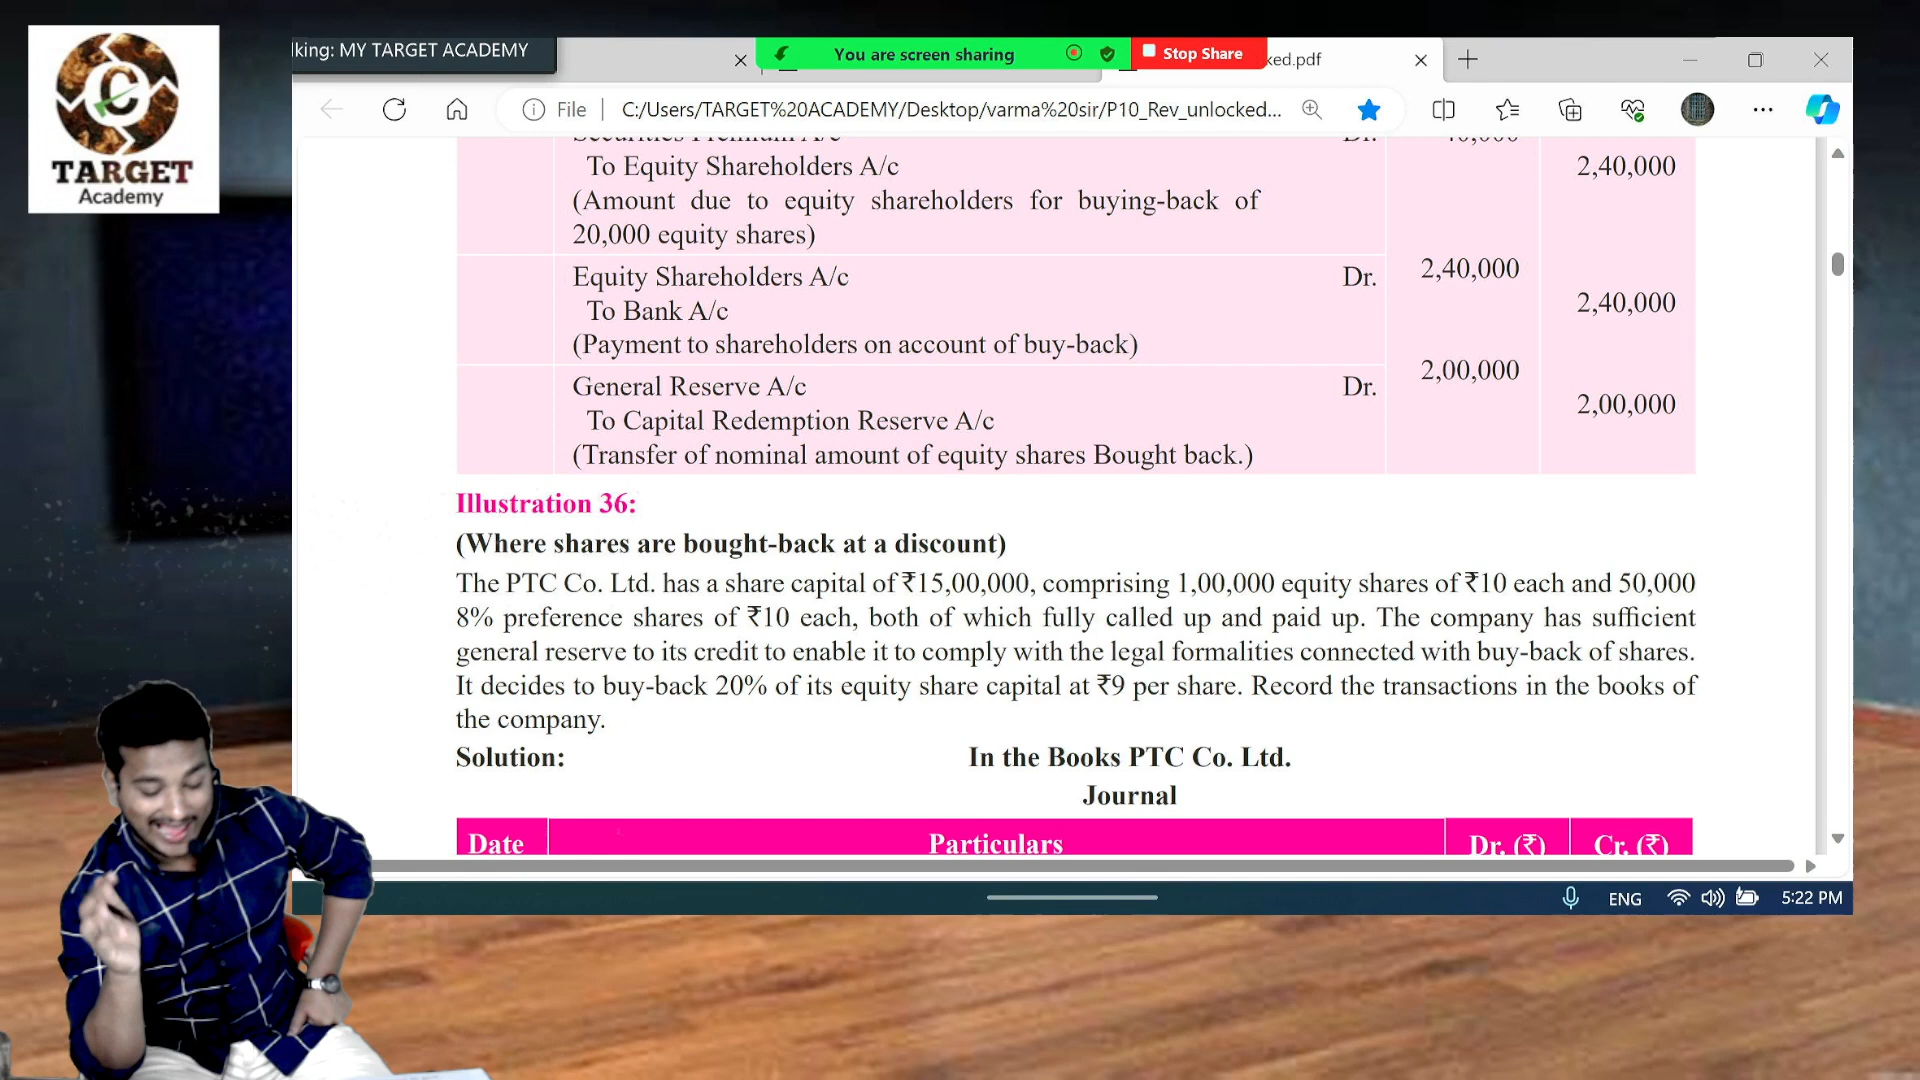 TARGET
Academy
lking: MY TARGET ACADEMY
You are screen sharing
Stop Share
ked.pdf
File
C:/Users/TARGET%20ACADEMY/Desktop/varma%20sir/P10_Rev_unlocked...
Securities Premium A/c Dr. 40,000
To Equity Shareholders A/c 2,40,000
(Amount due to equity shareholders for buying-back of
20,000 equity shares)
Equity Shareholders A/c Dr. 2,40,000
To Bank A/c 2,40,000
(Payment to shareholders on account of buy-back)
General Reserve A/c Dr. 2,00,000
To Capital Redemption Reserve A/c 2,00,000
(Transfer of nominal amount of equity shares Bought back.)
Illustration 36:
(Where shares are bought-back at a discount)
The PTC Co. Ltd. has a share capital of ₹15,00,000, comprising 1,00,000 equity shares of ₹10 each and 50,000
8% preference shares of ₹10 each, both of which fully called up and paid up. The company has sufficient
general reserve to its credit to enable it to comply with the legal formalities connected with buy-back of shares.
It decides to buy-back 20% of its equity share capital at ₹9 per share. Record the transactions in the books of
the company.
Solution: In the Books PTC Co. Ltd.
Journal
Date Particulars Dr. (₹) Cr. (₹)
ENG
5:22 PM